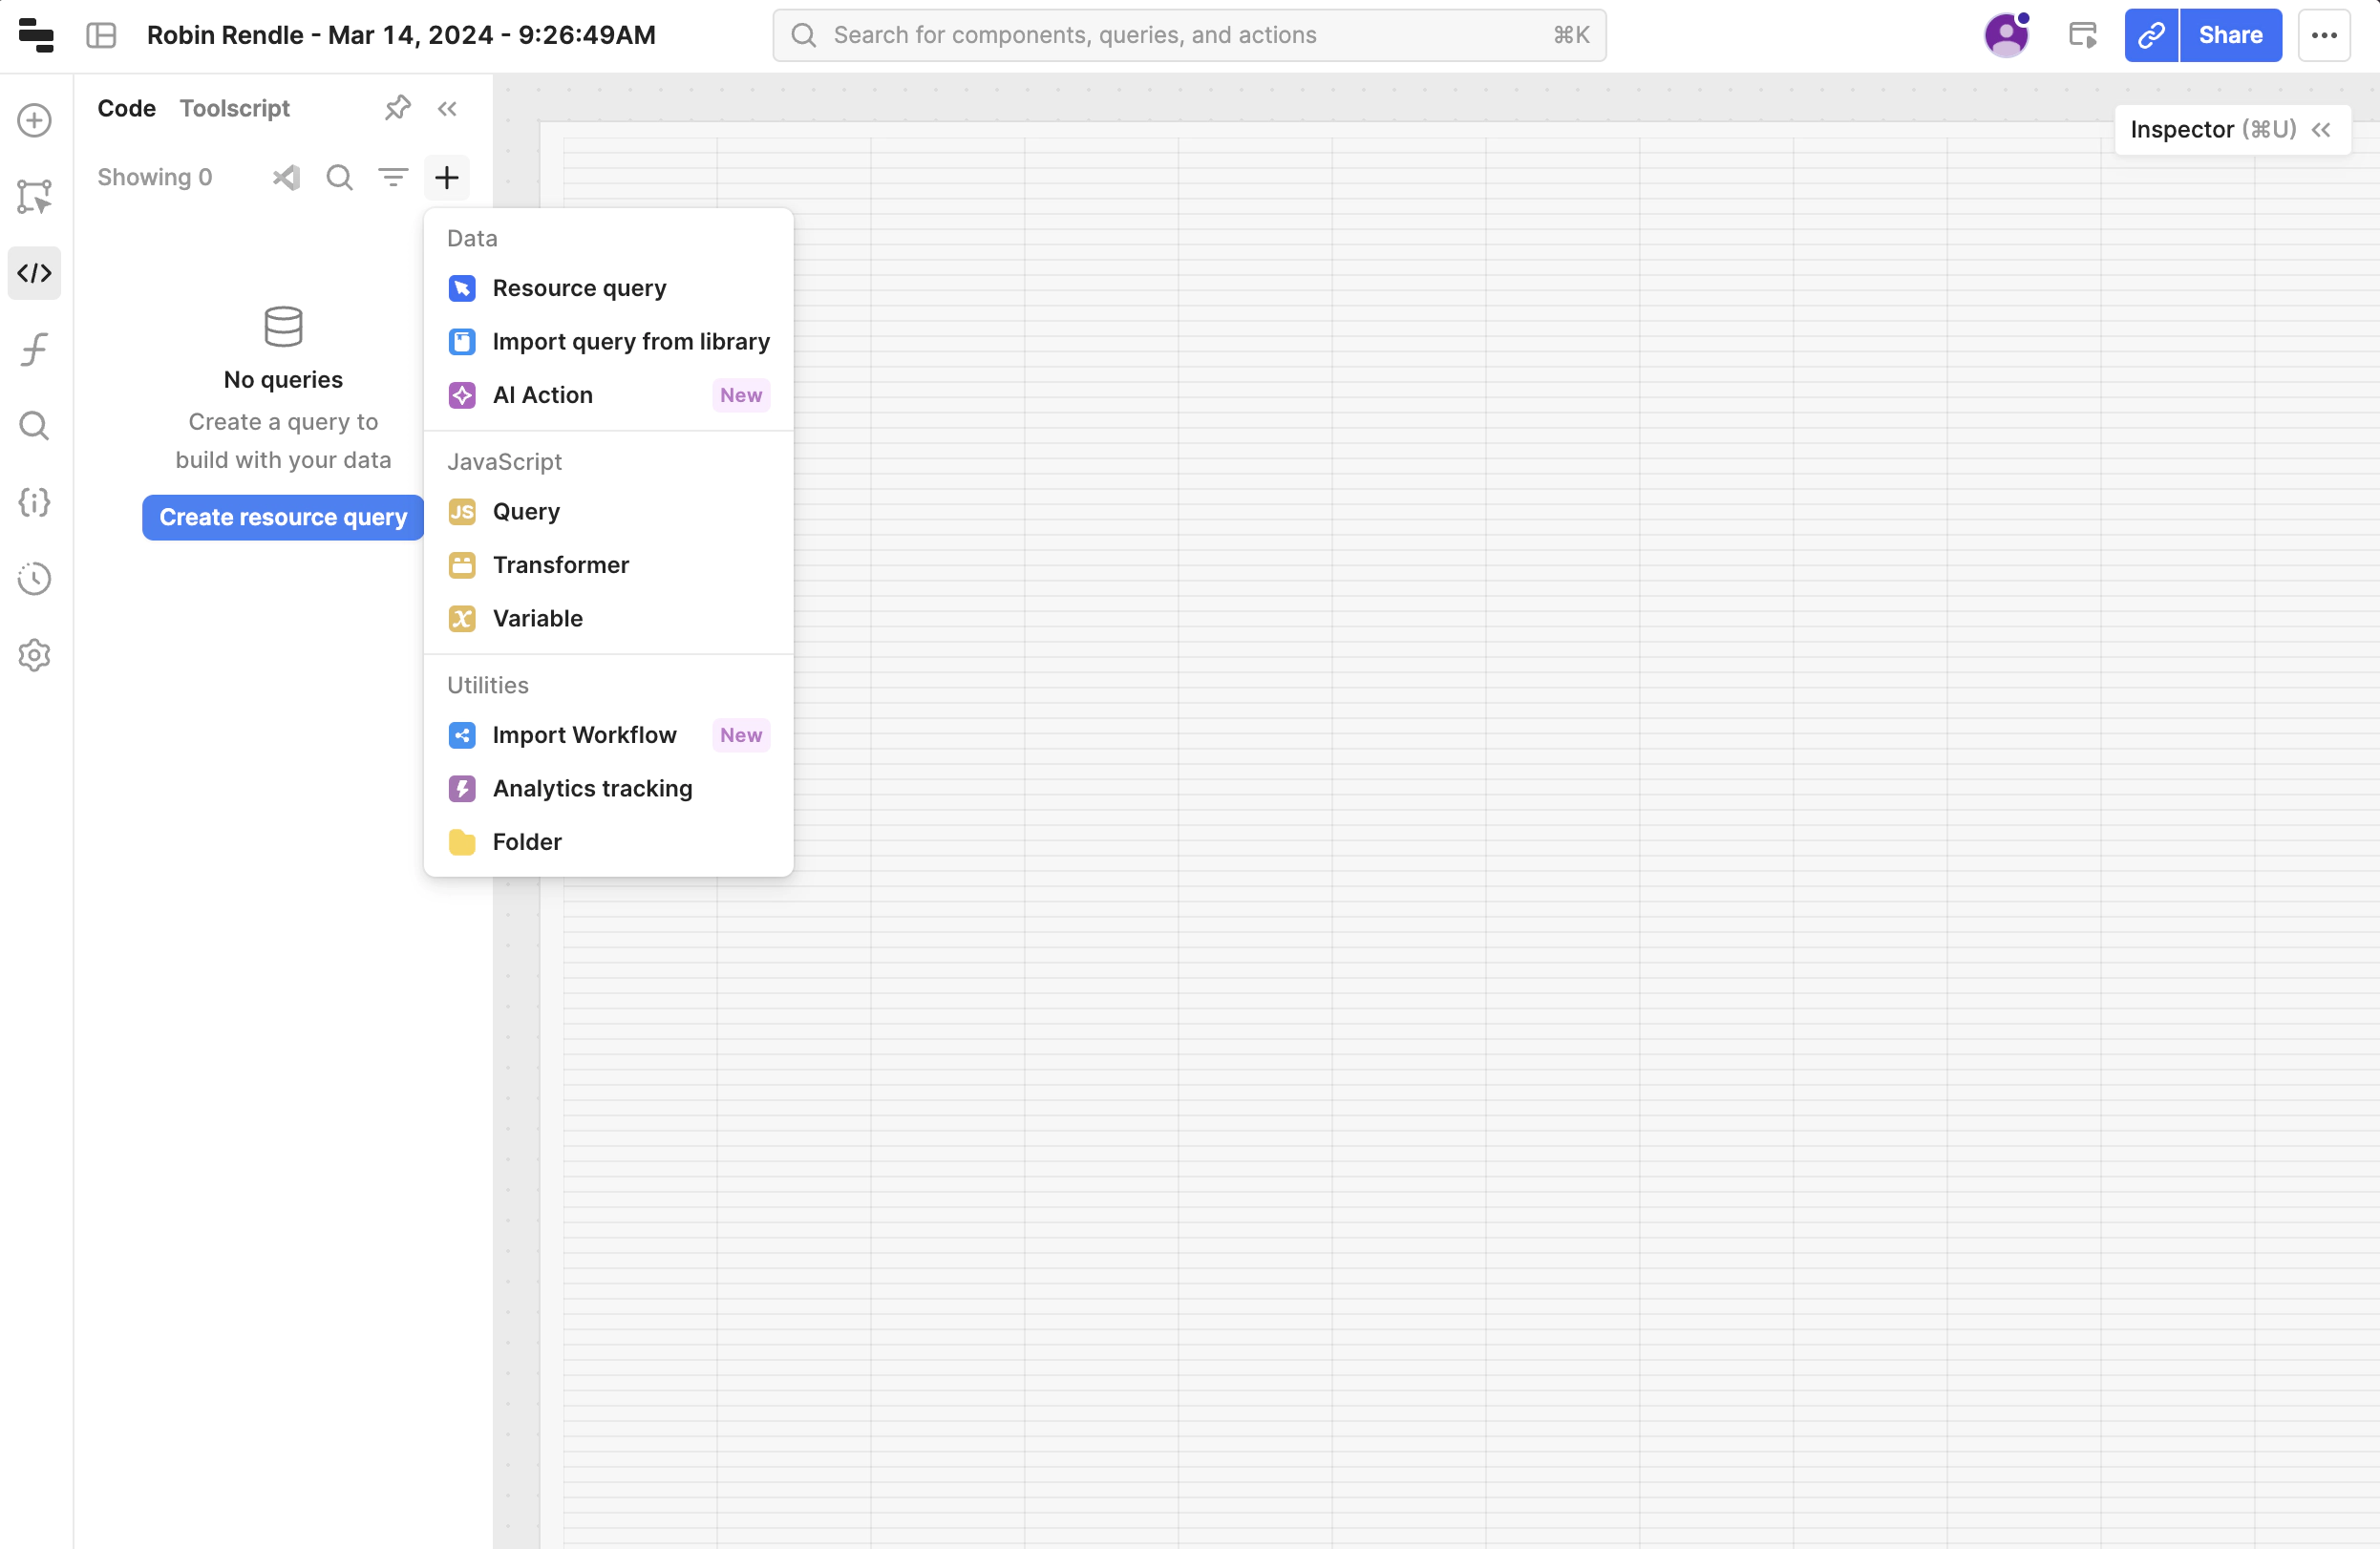 Robin Rendle - Mar 14, 2024 - 9:26:49AM
Search for components, queries, and actions
⌘K
Share
Code
Toolscript
Inspector (⌘U)
Showing 0
No queries
Create a query to
build with your data
Create resource query
Data
Resource query
Import query from library
AI Action
New
JavaScript
JS
Query
Transformer
Variable
Utilities
Import Workflow
New
Analytics tracking
Folder